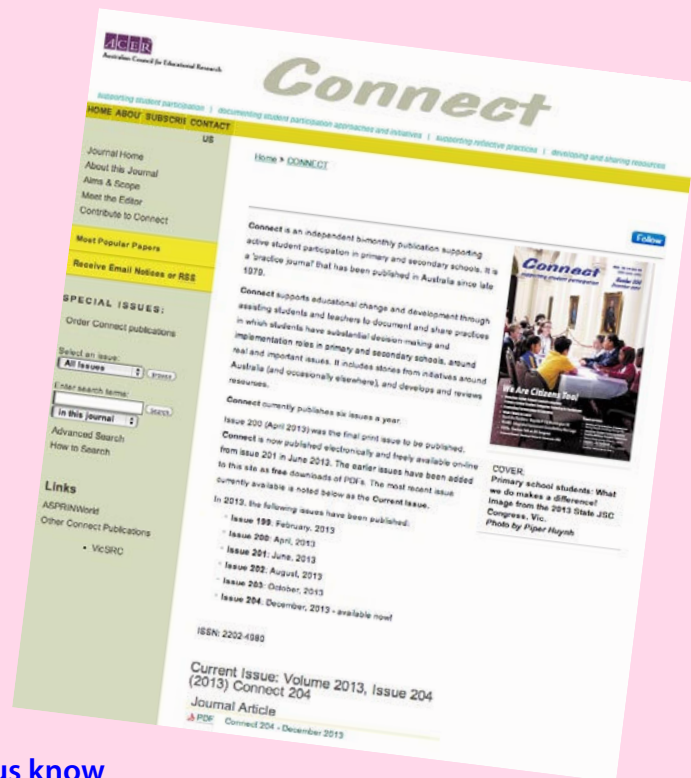 ACER
Australian Council for Educational Research
Connect
supporting student participation | documenting student participation approaches and initiatives | supporting reflective practices | developing and sharing resources
HOME ABOU SUBSCRIE CONTACT
US
Journal Home
About this Journal
Aims & Scope
Meet the Editor
Contribute to Connect
Most Popular Papers
Receive Email Notices or RSS
SPECIAL ISSUES:
Order Connect publications
Select an issue:
All Issues
Browse
Enter search terms:
Search
in this journal
Advanced Search
How to Search
Links
ASPRINWorld
Other Connect Publications
• VicSRC
Home > CONNECT
Follow
Connect is an independent bi-monthly publication supporting
active student participation in primary and secondary schools. It is
a 'practice journal' that has been published in Australia since late
1979.
Connect supports educational change and development through
assisting students and teachers to document and share practices
in which students have substantial decision-making and
implementation roles in primary and secondary schools, around
real and important issues. It includes stories from initiatives around
Australia (and occasionally elsewhere), and develops and reviews
resources.
Connect currently publishes six issues a year.
Issue 200 (April 2013) was the final print issue to be published.
Connect is now published electronically and freely available on-line
from issue 201 in June 2013. The earlier issues have been added
to this site as free downloads of PDFs. The most recent issue
currently available is noted below as the Current Issue.
In 2013, the following issues have been published:
Issue 199: February, 2013
Issue 200: April, 2013
Issue 201: June, 2013
Issue 202: August, 2013
Issue 203: October, 2013
Issue 204: December, 2013 - available now!
ISSN: 2202-4980
Current Issue: Volume 2013, Issue 204
(2013) Connect 204
Journal Article
PDF Connect 204 - December 2013
Connect
supporting student participation
We Are Citizens Too!
COVER:
Primary school students: What
we do makes a difference!
Image from the 2013 State JSC
Congress, Vic.
Photo by Piper Huynh
us know